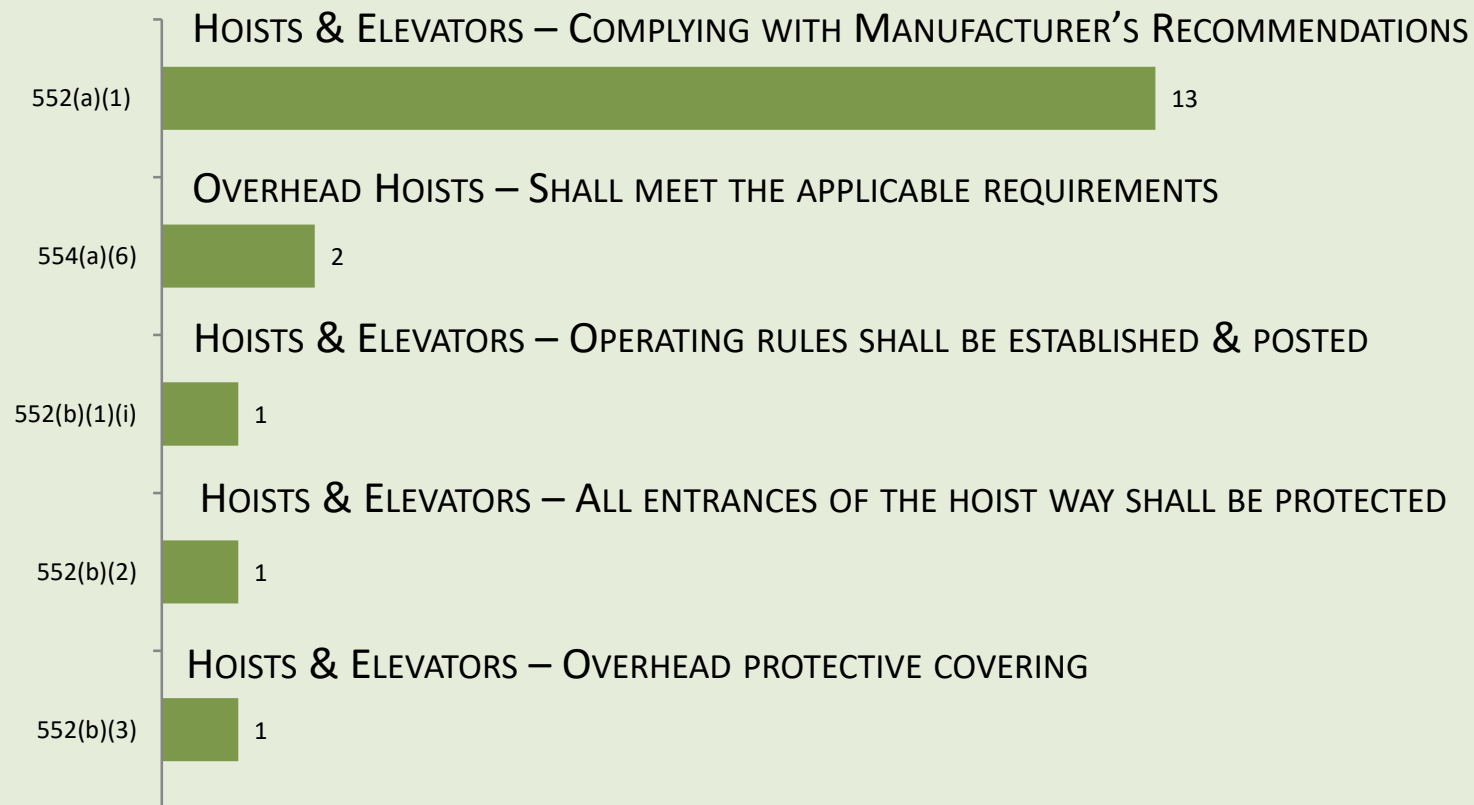 Hoists & Elevators – Complying with Manufacturer’s Recommendations
552(a)(1)
13
Overhead Hoists – Shall meet the applicable requirements
554(a)(6)
2
Hoists & Elevators – Operating rules shall be established & posted
552(b)(1)(i)
1
Hoists & Elevators – All entrances of the hoist way shall be protected
552(b)(2)
1
Hoists & Elevators – Overhead protective covering
552(b)(3)
1